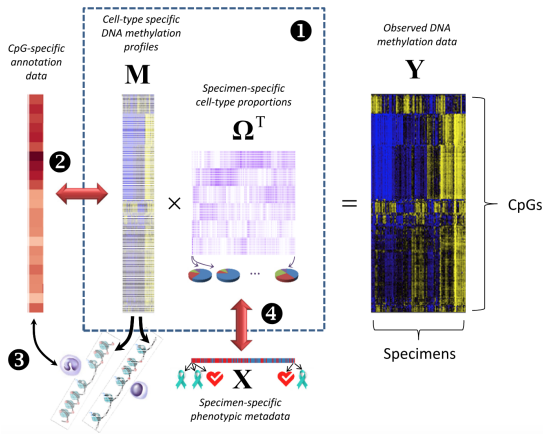 CpG-specific
annotation
data
Cell-type specific
DNA methylation
profiles
M
❶
Specimen-specific
cell-type proportions
Ωᵀ
Observed DNA
methylation data
Y
❷
×
=
CpGs
...
❹
Specimens
❸
X
Specimen-specific
phenotypic metadata